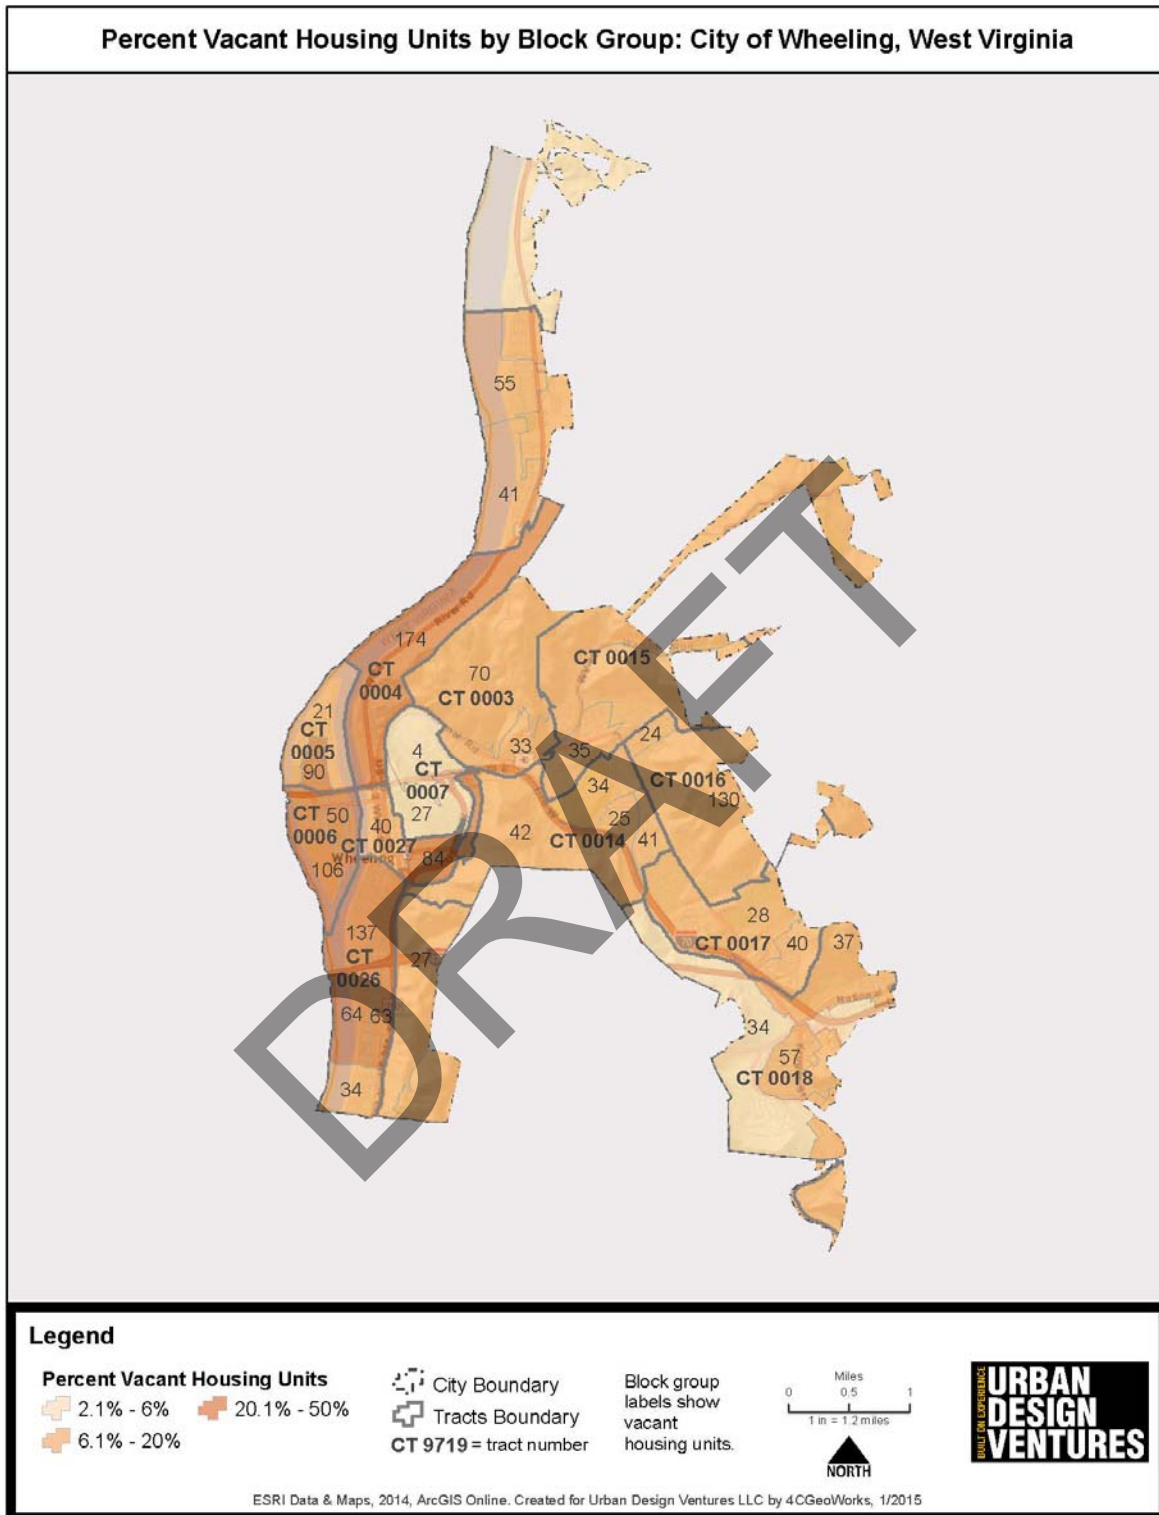 Percent Vacant Housing Units by Block Group: City of Wheeling, West Virginia
55
41
River Rd
174
CT
0004
70
CT 0003
CT 0015
21
CT
0005
90
4
CT
0007
27
33
35
24
34
CT 0016
130
CT 50
0006
40
CT 0027
Wheeling
106
84
42
25
CT 0014
41
137
CT
0026
27
28
CT 0017
40
37
National
64
63
34
34
57
CT 0018
DRAFT
Legend
Percent Vacant Housing Units
2.1% - 6%
20.1% - 50%
6.1% - 20%
City Boundary
Tracts Boundary
CT 9719 = tract number
Block group
labels show
vacant
housing units.
Miles
0 0.5 1
1 in = 1.2 miles
NORTH
BUILT ON EXPERIENCE
URBAN
DESIGN
VENTURES
ESRI Data & Maps, 2014, ArcGIS Online. Created for Urban Design Ventures LLC by 4CGeoWorks, 1/2015